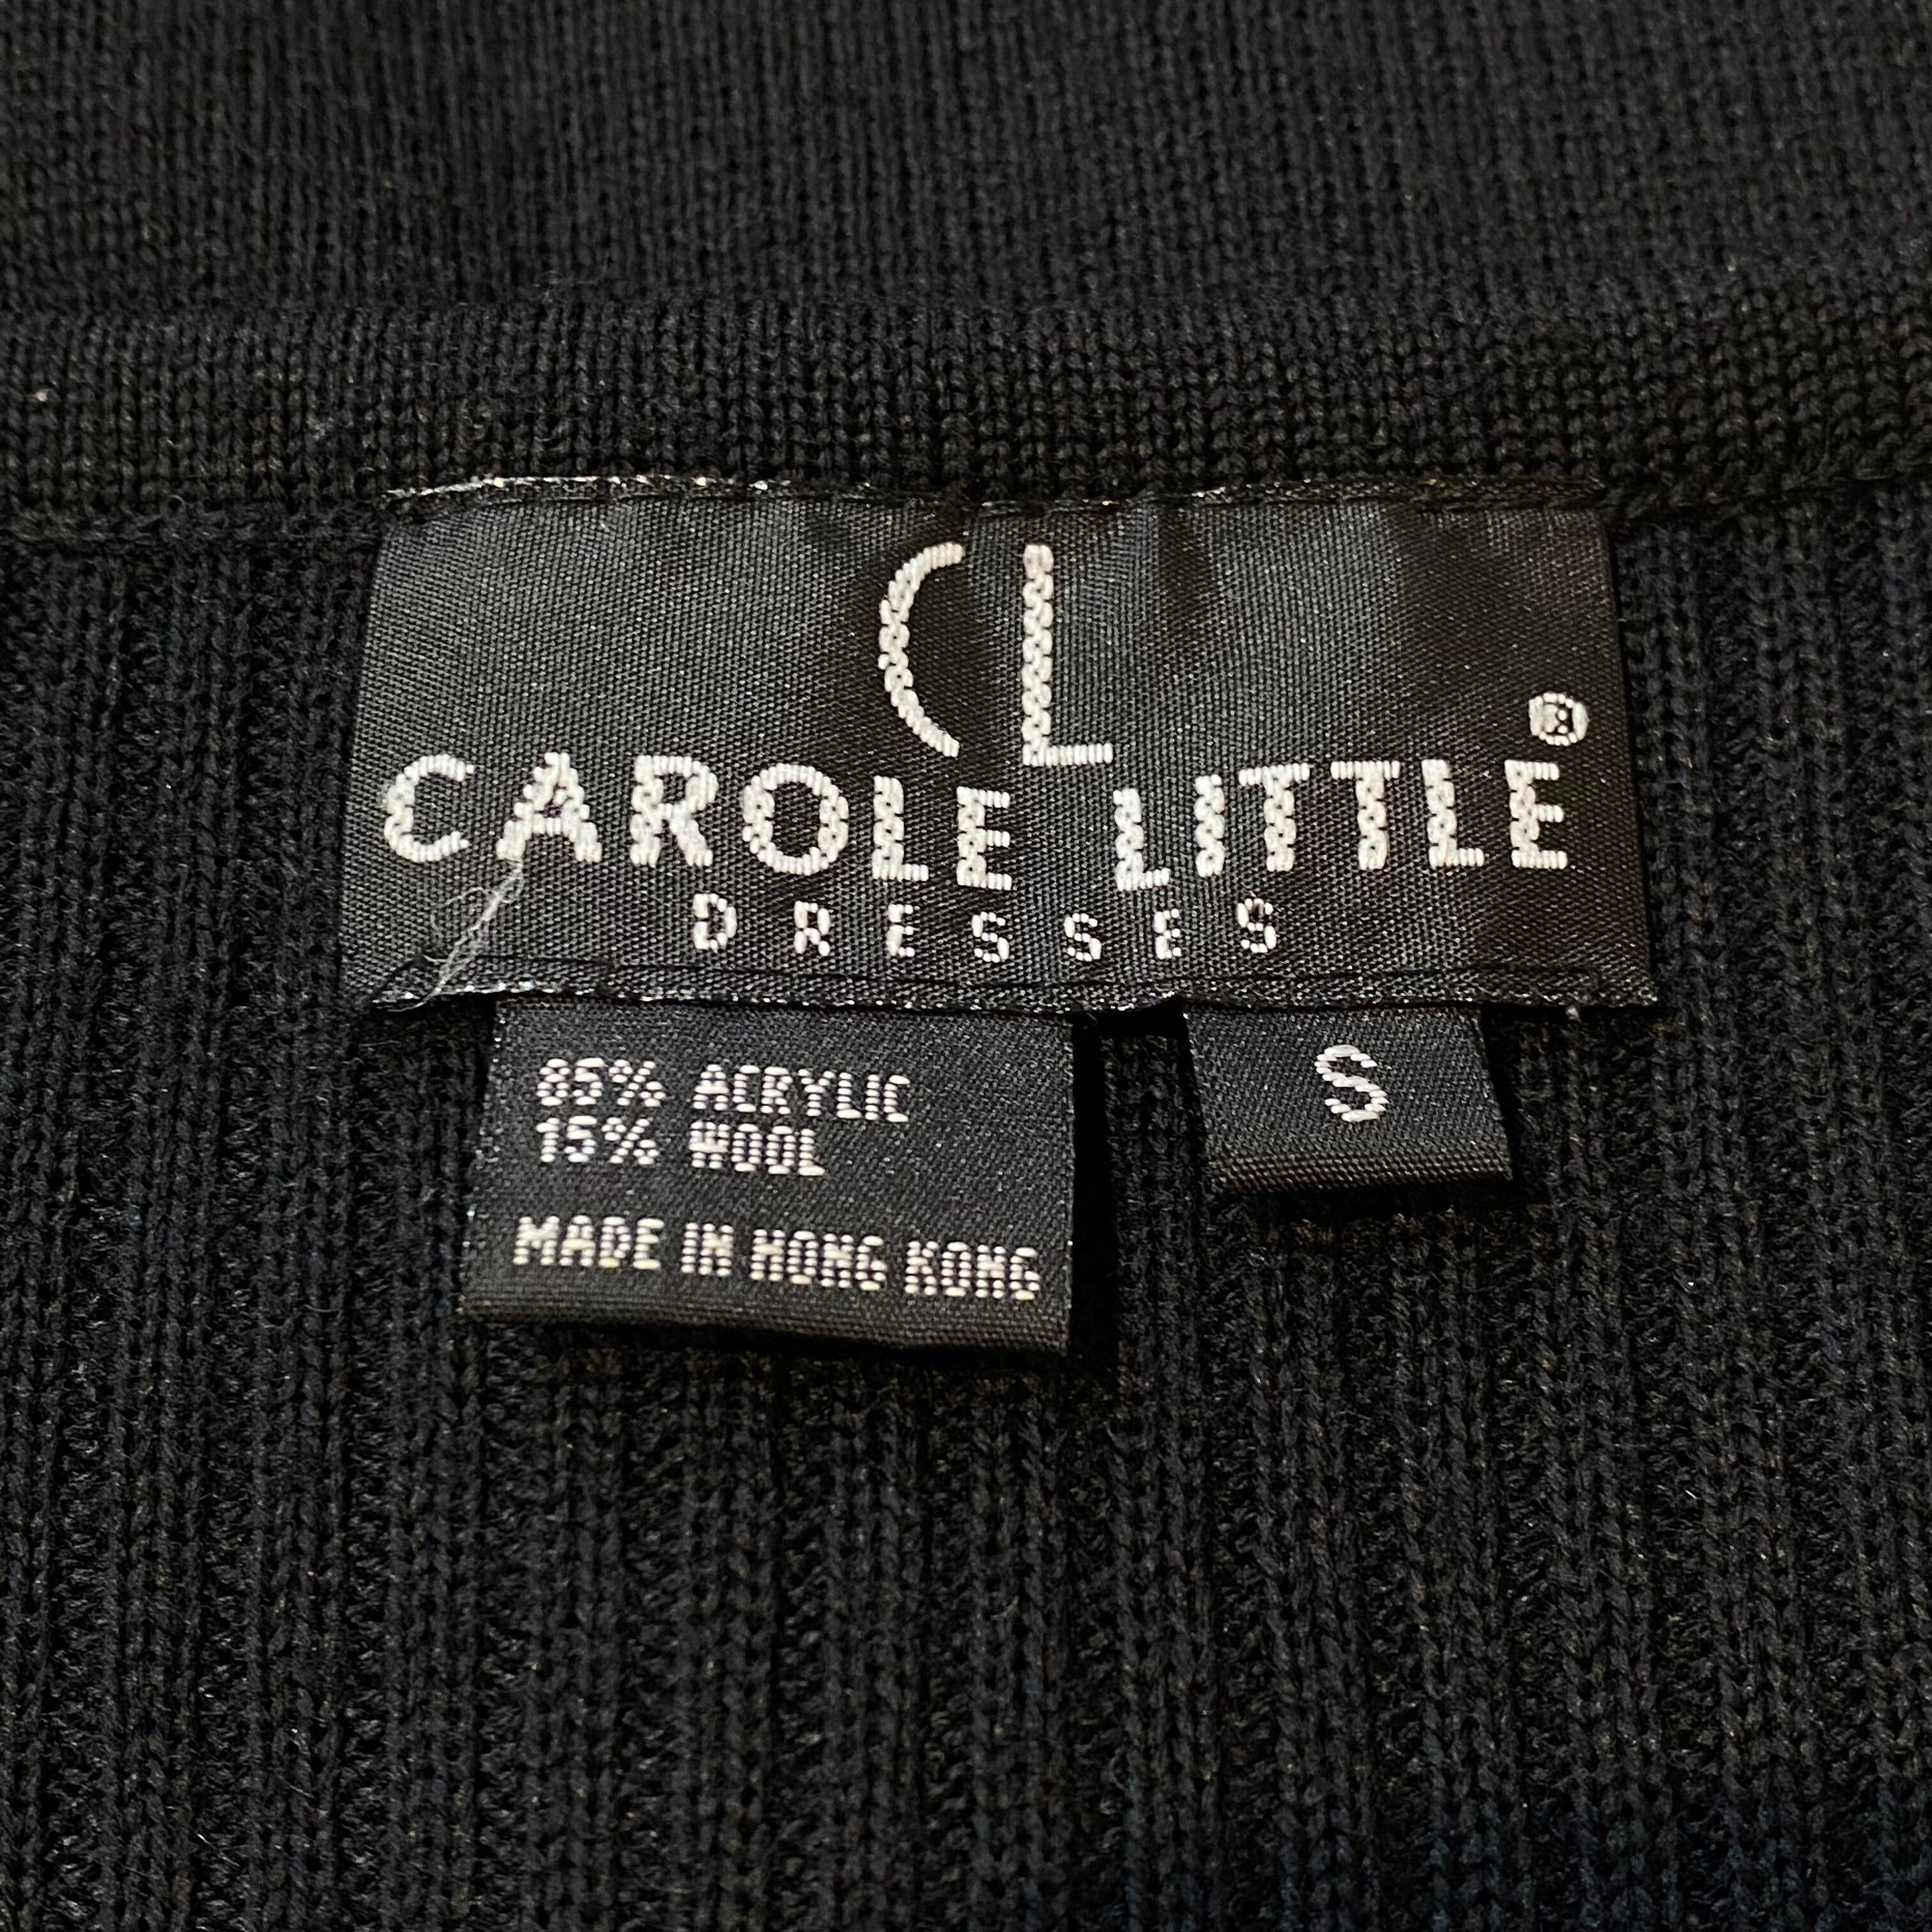 CL
CAROLE LITTLE®
DRESSES
85% ACRYLIC
15% WOOL
MADE IN HONG KONG
S